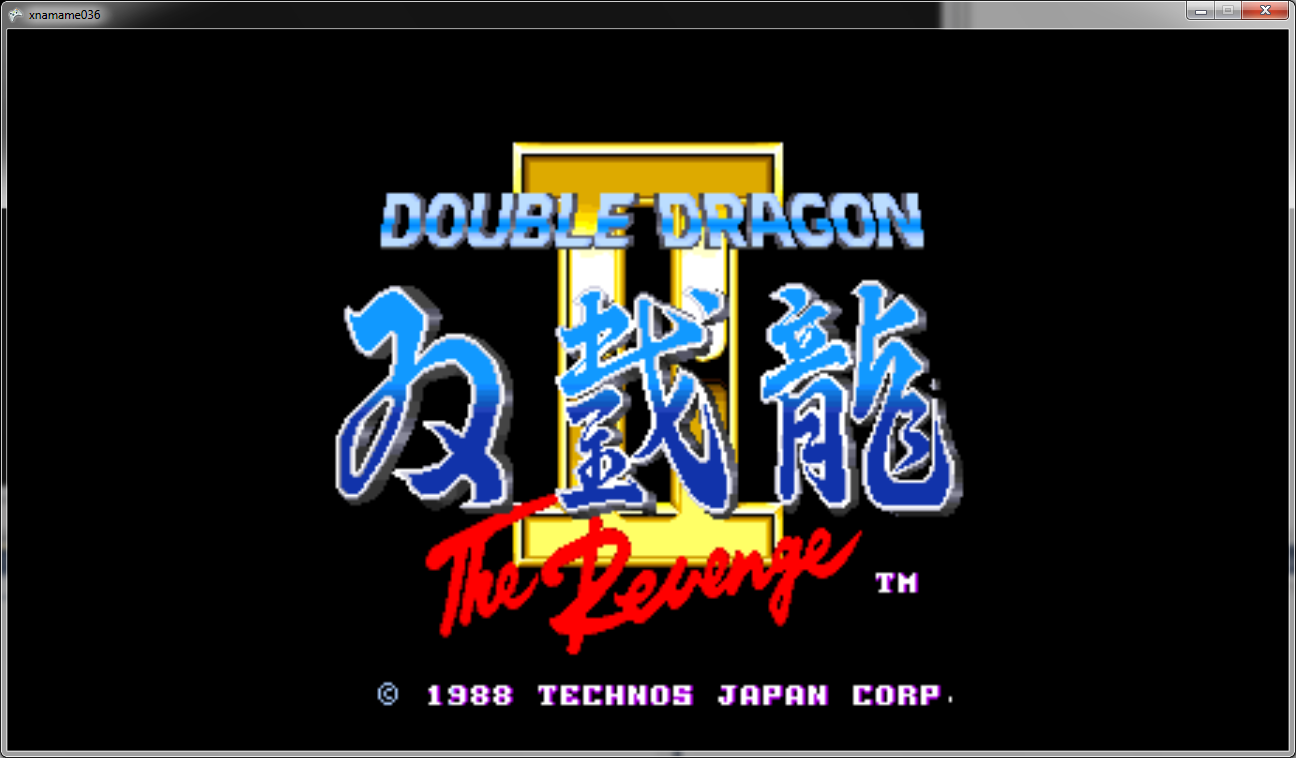 xnamame036
DOUBLE DRAGON
II
双截龍
The Revenge
TM
© 1988 TECHNOS JAPAN CORP.